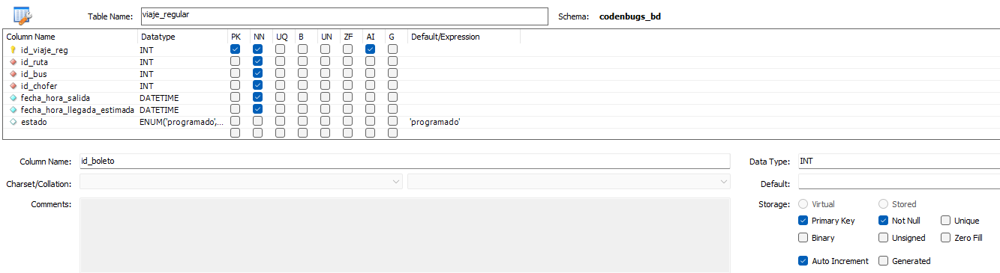 Table Name: viaje_regular Schema: codenbugs_bd
Column Name Datatype PK NN UQ B UN ZF AI G Default/Expression
id_viaje_reg INT
id_ruta INT
id_bus INT
id_chofer INT
fecha_hora_salida DATETIME
fecha_hora_llegada_estimada DATETIME
estado ENUM('programado',... 'programado'
Column Name: id_boleto Data Type: INT
Charset/Collation: Default:
Comments: Storage: Virtual Stored
Primary Key Not Null Unique
Binary Unsigned Zero Fill
Auto Increment Generated